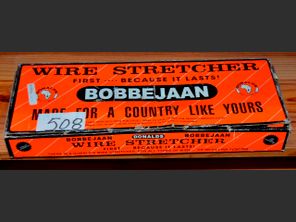 WIRE STRETCHER
FIRST ··· BECAUSE IT LASTS!
BOBBEJAAN
MADE FOR A COUNTRY LIKE YOURS
508
BOBBEJAAN DONALDS BOBBEJAAN
WIRE STRETCHER
FIRST · BECAUSE IT LASTS!